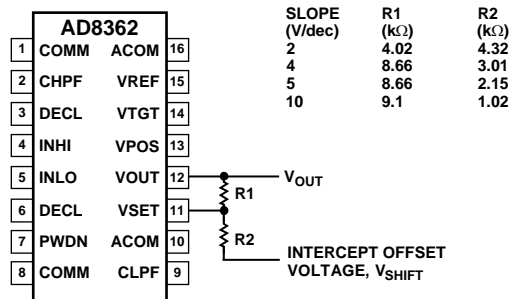 AD8362
1 COMM ACOM 16
2 CHPF VREF 15
3 DECL VTGT 14
4 INHI VPOS 13
5 INLO VOUT 12
6 DECL VSET 11
7 PWDN ACOM 10
8 COMM CLPF 9
R1
R2
VOUT
INTERCEPT OFFSET
VOLTAGE, VSHIFT
SLOPE R1 R2
(V/dec) (kΩ) (kΩ)
2 4.02 4.32
4 8.66 3.01
5 8.66 2.15
10 9.1 1.02